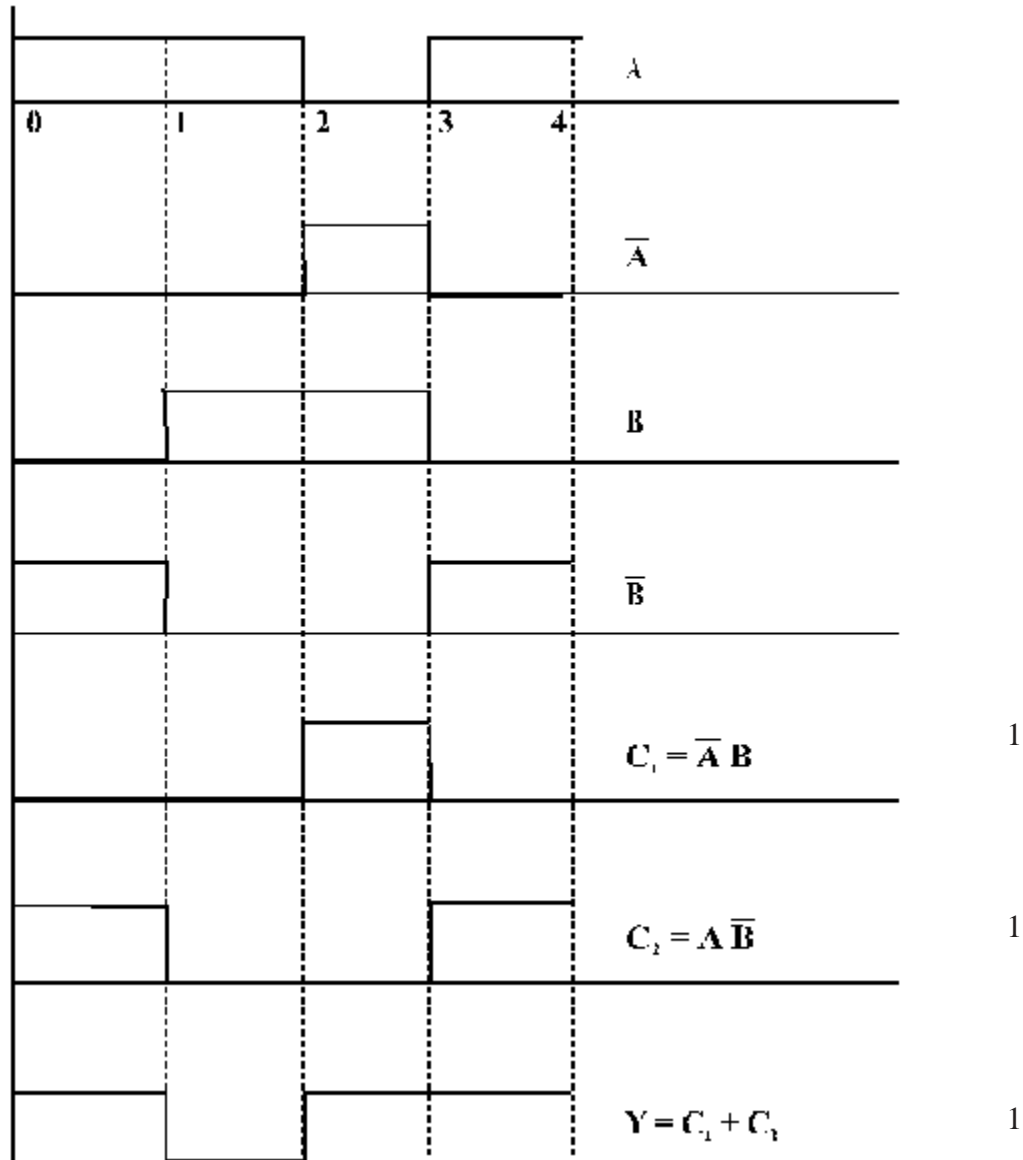 A
0 1 2 3 4
A̅
B
B̅
C₁ = A̅ B 1
C₂ = A B̅ 1
Y = C₁ + C₂ 1